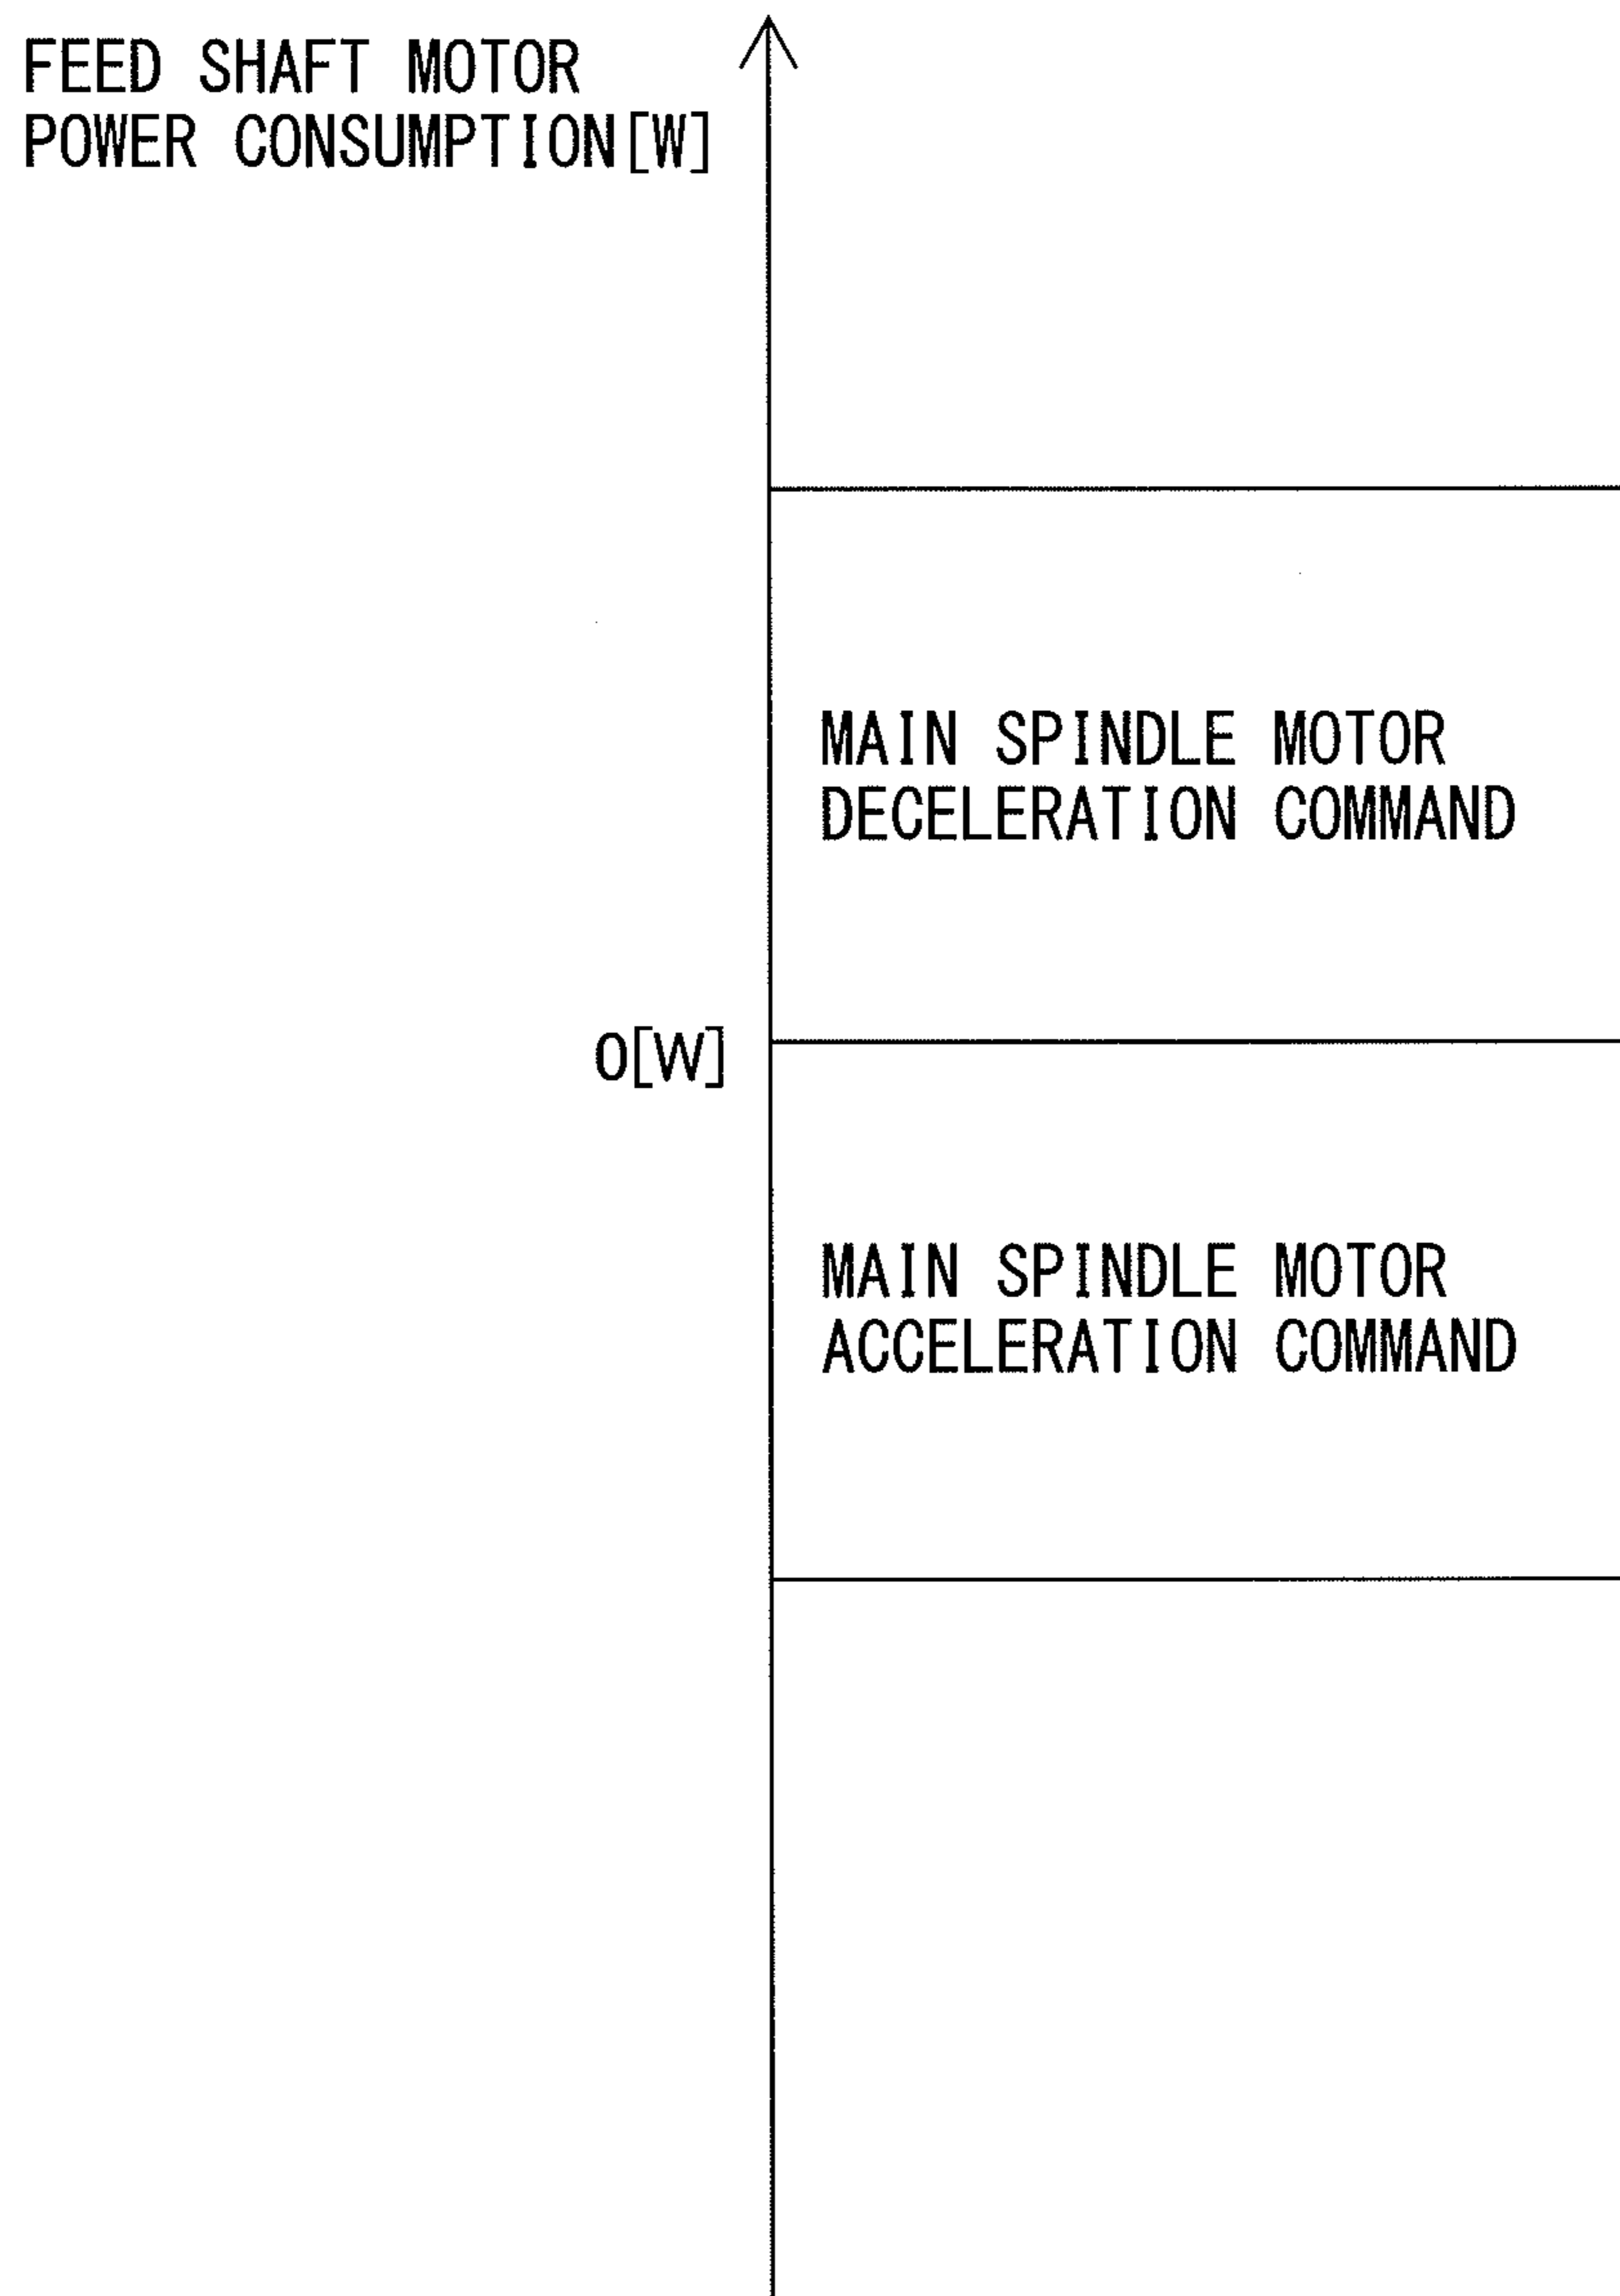 FEED SHAFT MOTOR
POWER CONSUMPTION[W]
MAIN SPINDLE MOTOR
DECELERATION COMMAND
0[W]
MAIN SPINDLE MOTOR
ACCELERATION COMMAND